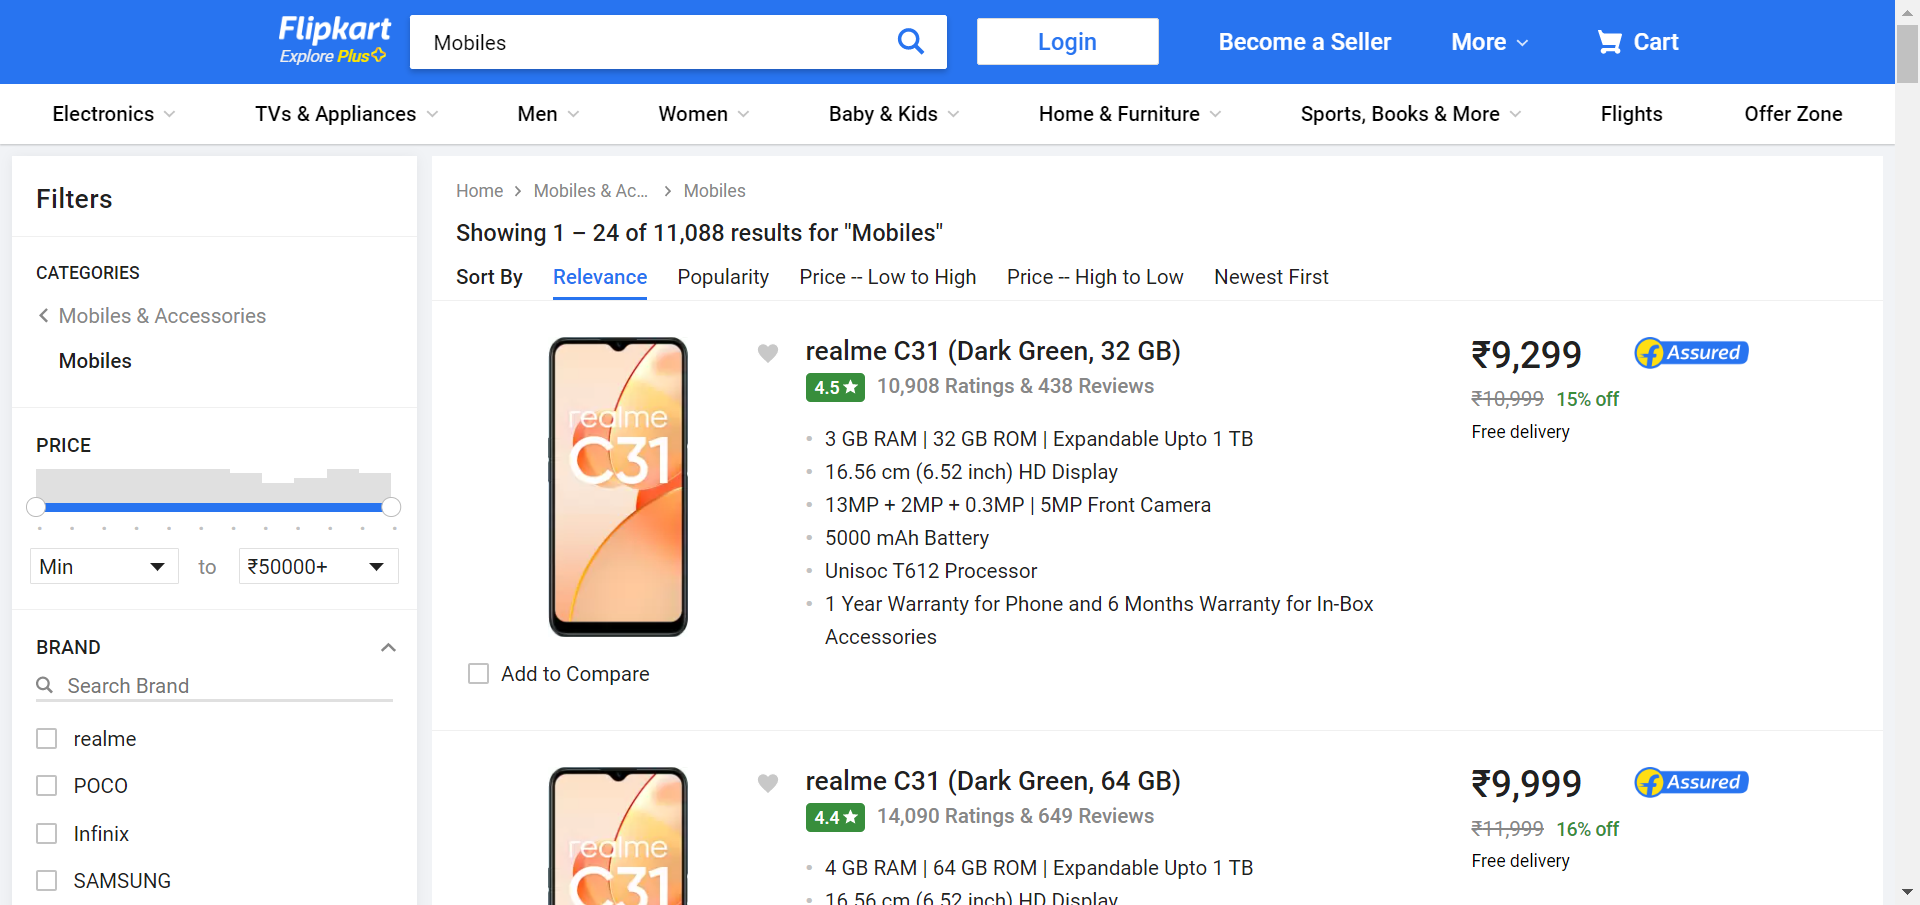 Flipkart
Explore Plus
Mobiles
Login
Become a Seller
More
Cart
Electronics
TVs & Appliances
Men
Women
Baby & Kids
Home & Furniture
Sports, Books & More
Flights
Offer Zone
Filters
CATEGORIES
Mobiles & Accessories
Mobiles
PRICE
Min
to
₹50000+
BRAND
Search Brand
realme
POCO
Infinix
SAMSUNG
Home
Mobiles & Ac...
Mobiles
Showing 1 – 24 of 11,088 results for "Mobiles"
Sort By
Relevance
Popularity
Price -- Low to High
Price -- High to Low
Newest First
realme
C31
Add to Compare
realme C31 (Dark Green, 32 GB)
4.5★
10,908 Ratings & 438 Reviews
3 GB RAM | 32 GB ROM | Expandable Upto 1 TB
16.56 cm (6.52 inch) HD Display
13MP + 2MP + 0.3MP | 5MP Front Camera
5000 mAh Battery
Unisoc T612 Processor
1 Year Warranty for Phone and 6 Months Warranty for In-Box
Accessories
₹9,299
Assured
₹10,999
15% off
Free delivery
realme
C31
realme C31 (Dark Green, 64 GB)
4.4★
14,090 Ratings & 649 Reviews
4 GB RAM | 64 GB ROM | Expandable Upto 1 TB
16.56 cm (6.52 inch) HD Display
₹9,999
Assured
₹11,999
16% off
Free delivery